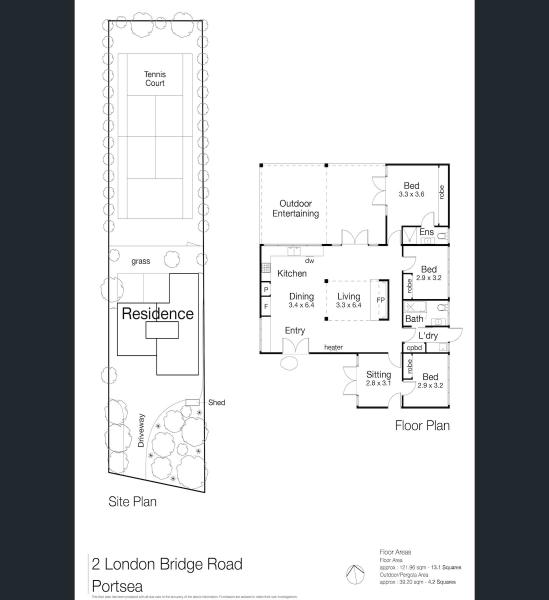 Tennis
Court
grass
Residence
Shed
Driveway
Site Plan
Bed
3.3 x 3.6
robe
Outdoor
Entertaining
Ens
dw
Kitchen
Bed
2.9 x 3.2
robe
P
F
Dining
3.4 x 6.4
Living
3.3 x 6.4
FP
Bath
L'dry
Entry
heater
cpbd
robe
Sitting
2.8 x 3.1
Bed
2.9 x 3.2
Floor Plan
2 London Bridge Road
Portsea
Floor Areas
Floor Area
approx : 121.96 sqm - 13.1 Squares
Outdoor/Pergola Area
approx : 39.20 sqm - 4.2 Squares